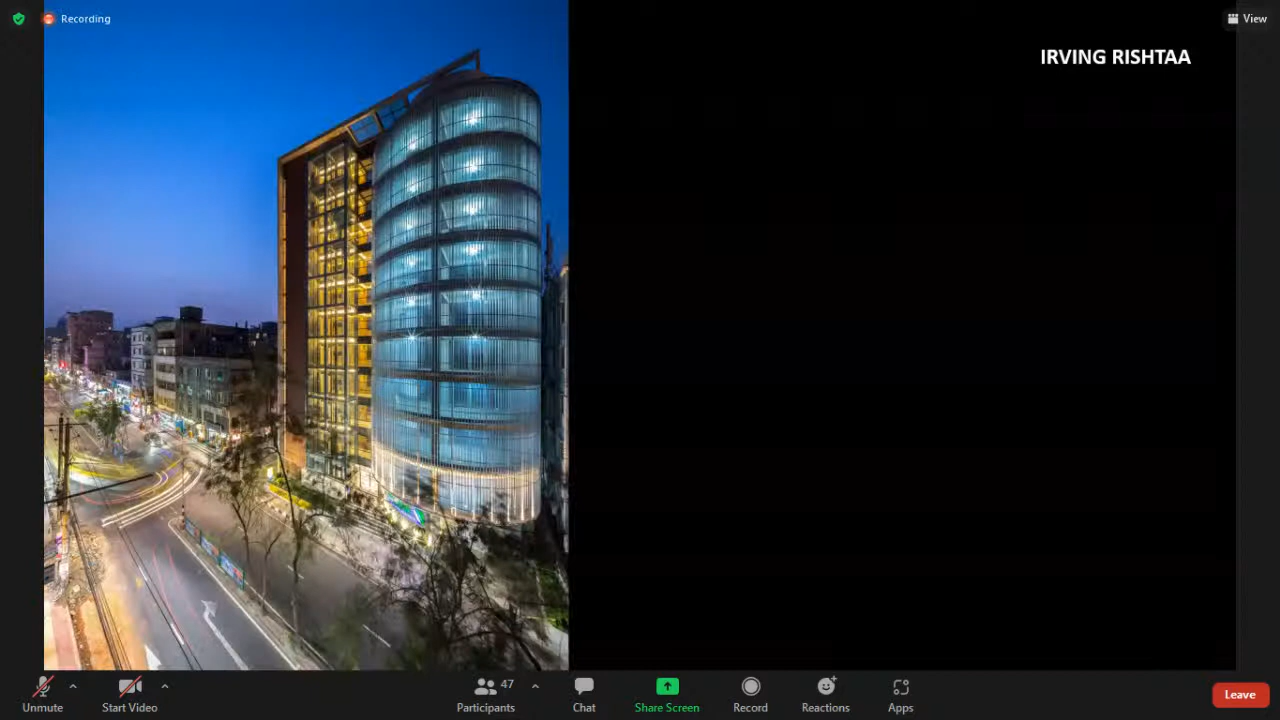 Recording
View
IRVING RISHTAA
47
Unmute
Start Video
Participants
Chat
Share Screen
Record
Reactions
Apps
Leave